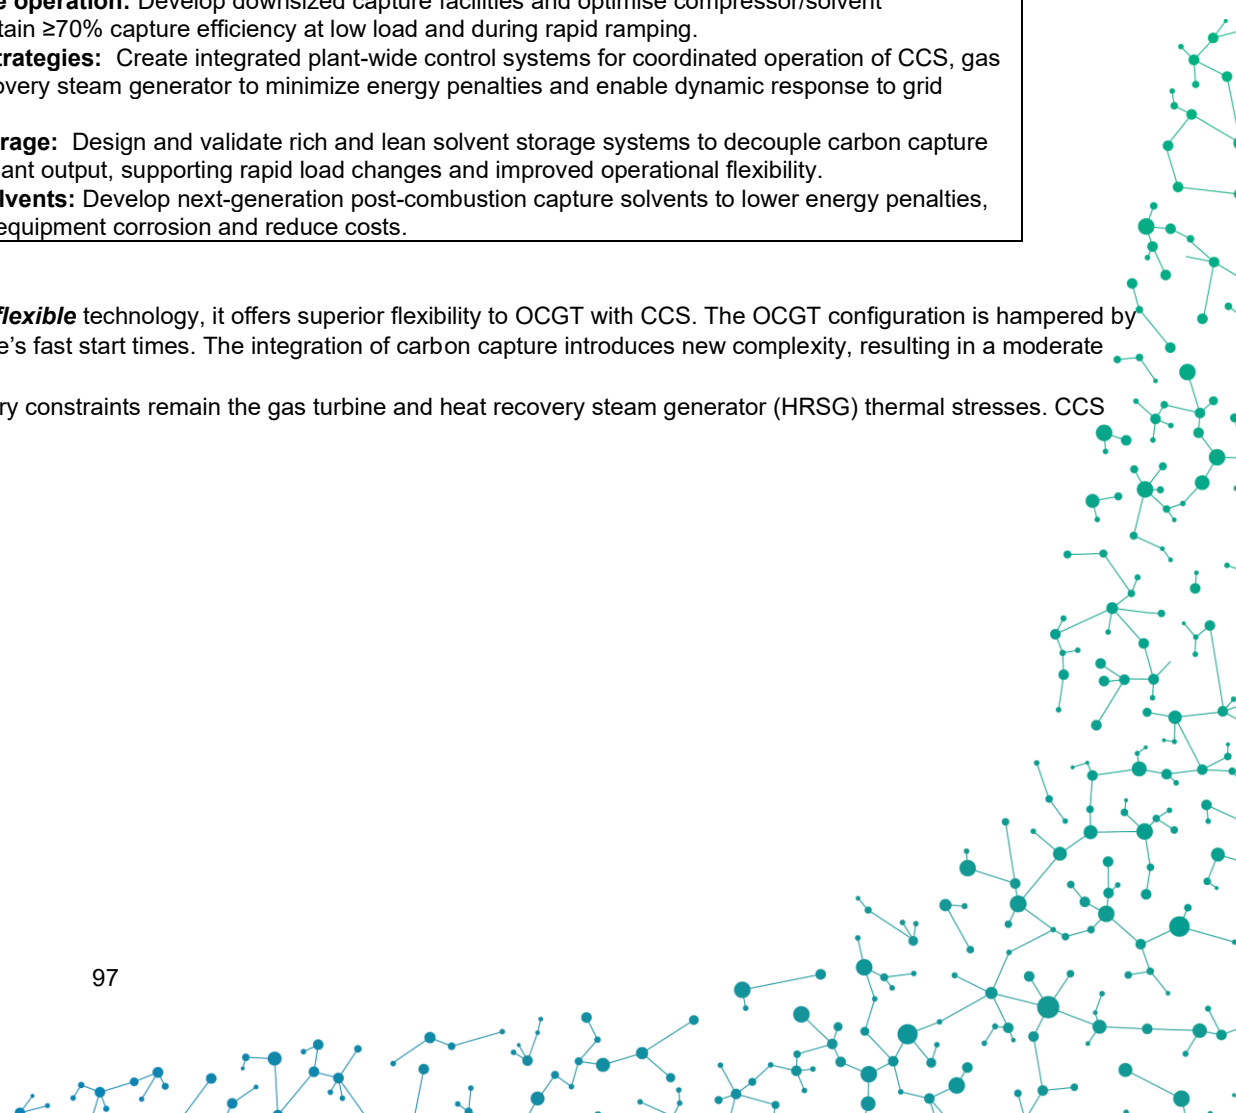 e operation: Develop downsized capture facilities and optimise compressor/solvent
tain ≥70% capture efficiency at low load and during rapid ramping.
trategies: Create integrated plant-wide control systems for coordinated operation of CCS, gas
overy steam generator to minimize energy penalties and enable dynamic response to grid
rage: Design and validate rich and lean solvent storage systems to decouple carbon capture
ant output, supporting rapid load changes and improved operational flexibility.
lvents: Develop next-generation post-combustion capture solvents to lower energy penalties,
equipment corrosion and reduce costs.
flexible technology, it offers superior flexibility to OCGT with CCS. The OCGT configuration is hampered by
e's fast start times. The integration of carbon capture introduces new complexity, resulting in a moderate
ry constraints remain the gas turbine and heat recovery steam generator (HRSG) thermal stresses. CCS
97